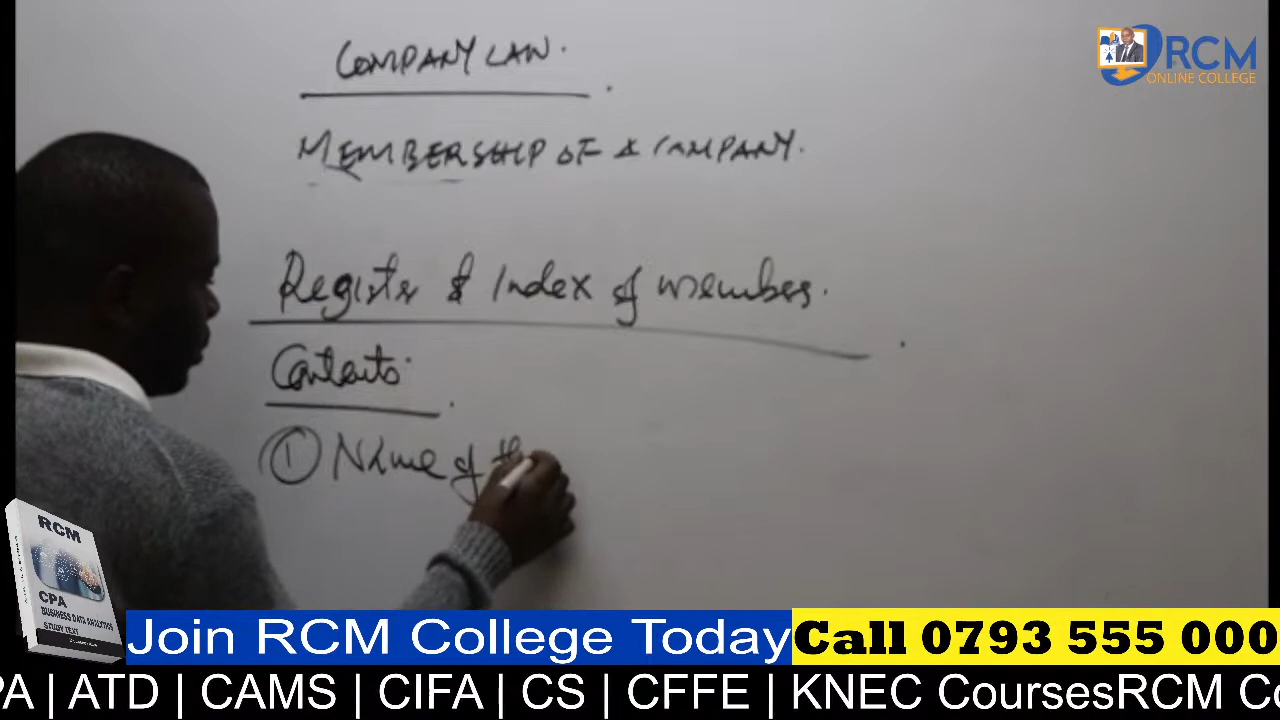 COMPANY LAW.
RCM
ONLINE COLLEGE
MEMBERSHIP OF A COMPANY.
Register & Index of members.
Contents
① Name of th
RCM
CPA
BUSINESS DATA ANALYTICS
STUDY TEXT
Join RCM College Today
Call 0793 555 000
PA | ATD | CAMS | CIFA | CS | CFFE | KNEC CoursesRCM Co